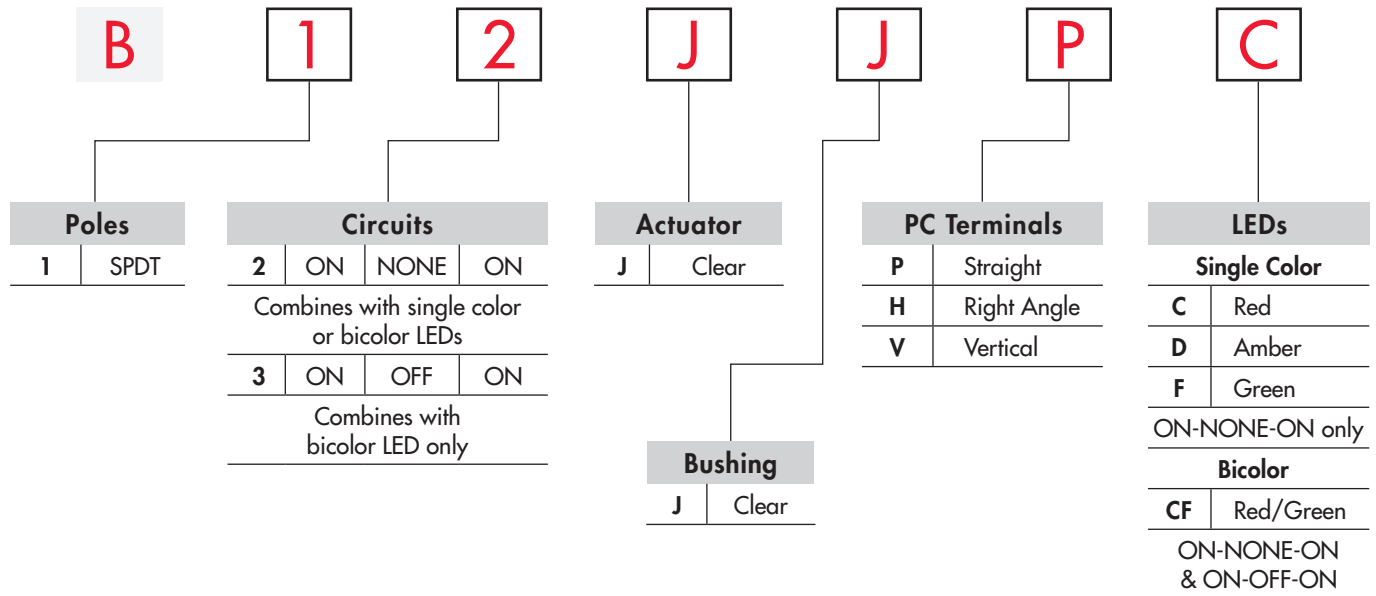 B 1 2 J J P C
Poles
1 SPDT
Circuits
2 ON NONE ON
Combines with single color
or bicolor LEDs
3 ON OFF ON
Combines with
bicolor LED only
Actuator
J Clear
Bushing
J Clear
PC Terminals
P Straight
H Right Angle
V Vertical
LEDs
Single Color
C Red
D Amber
F Green
ON-NONE-ON only
Bicolor
CF Red/Green
ON-NONE-ON
& ON-OFF-ON